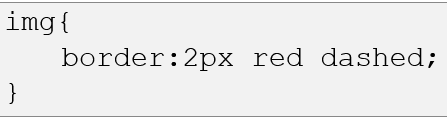 img{
    border:2px red dashed;
}